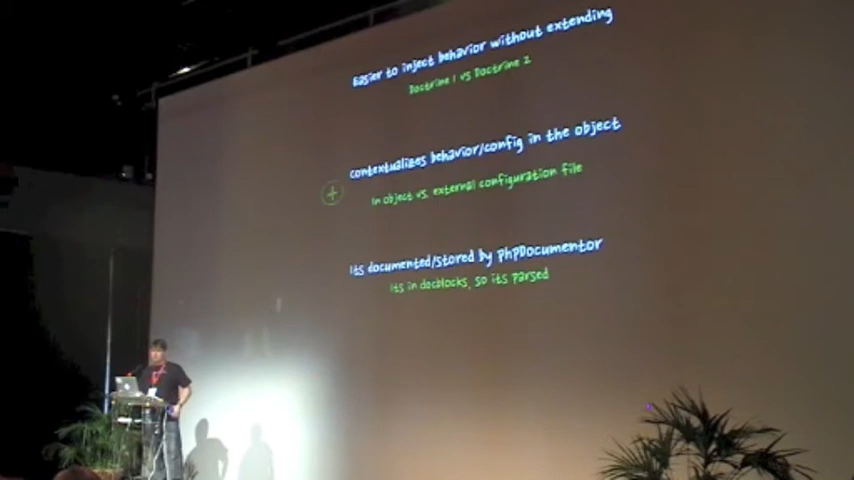 Easier to inject behavior without extending
Doctrine 1 vs Doctrine 2
contextualizes behavior/config in the object
In object vs. external configuration file
Its documented/stored by PhpDocumentor
Its in docblocks, so its parsed